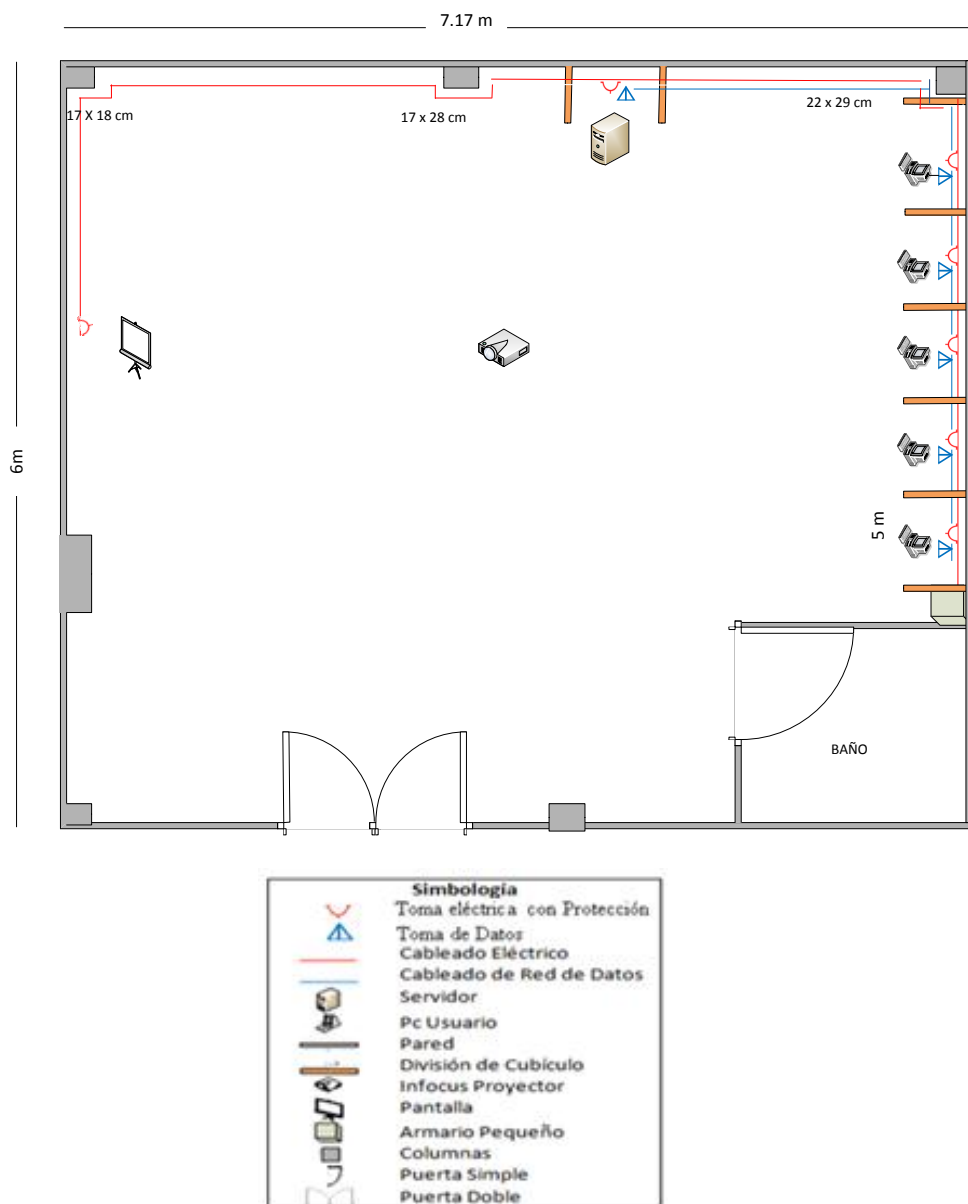 7.17 m
17 X 18 cm
17 x 28 cm
22 x 29 cm
6m
5 m
BAÑO
Simbología
Toma eléctrica con Protección
Toma de Datos
Cableado Eléctrico
Cableado de Red de Datos
Servidor
Pc Usuario
Pared
División de Cubículo
Infocus Proyector
Pantalla
Armario Pequeño
Columnas
Puerta Simple
Puerta Doble